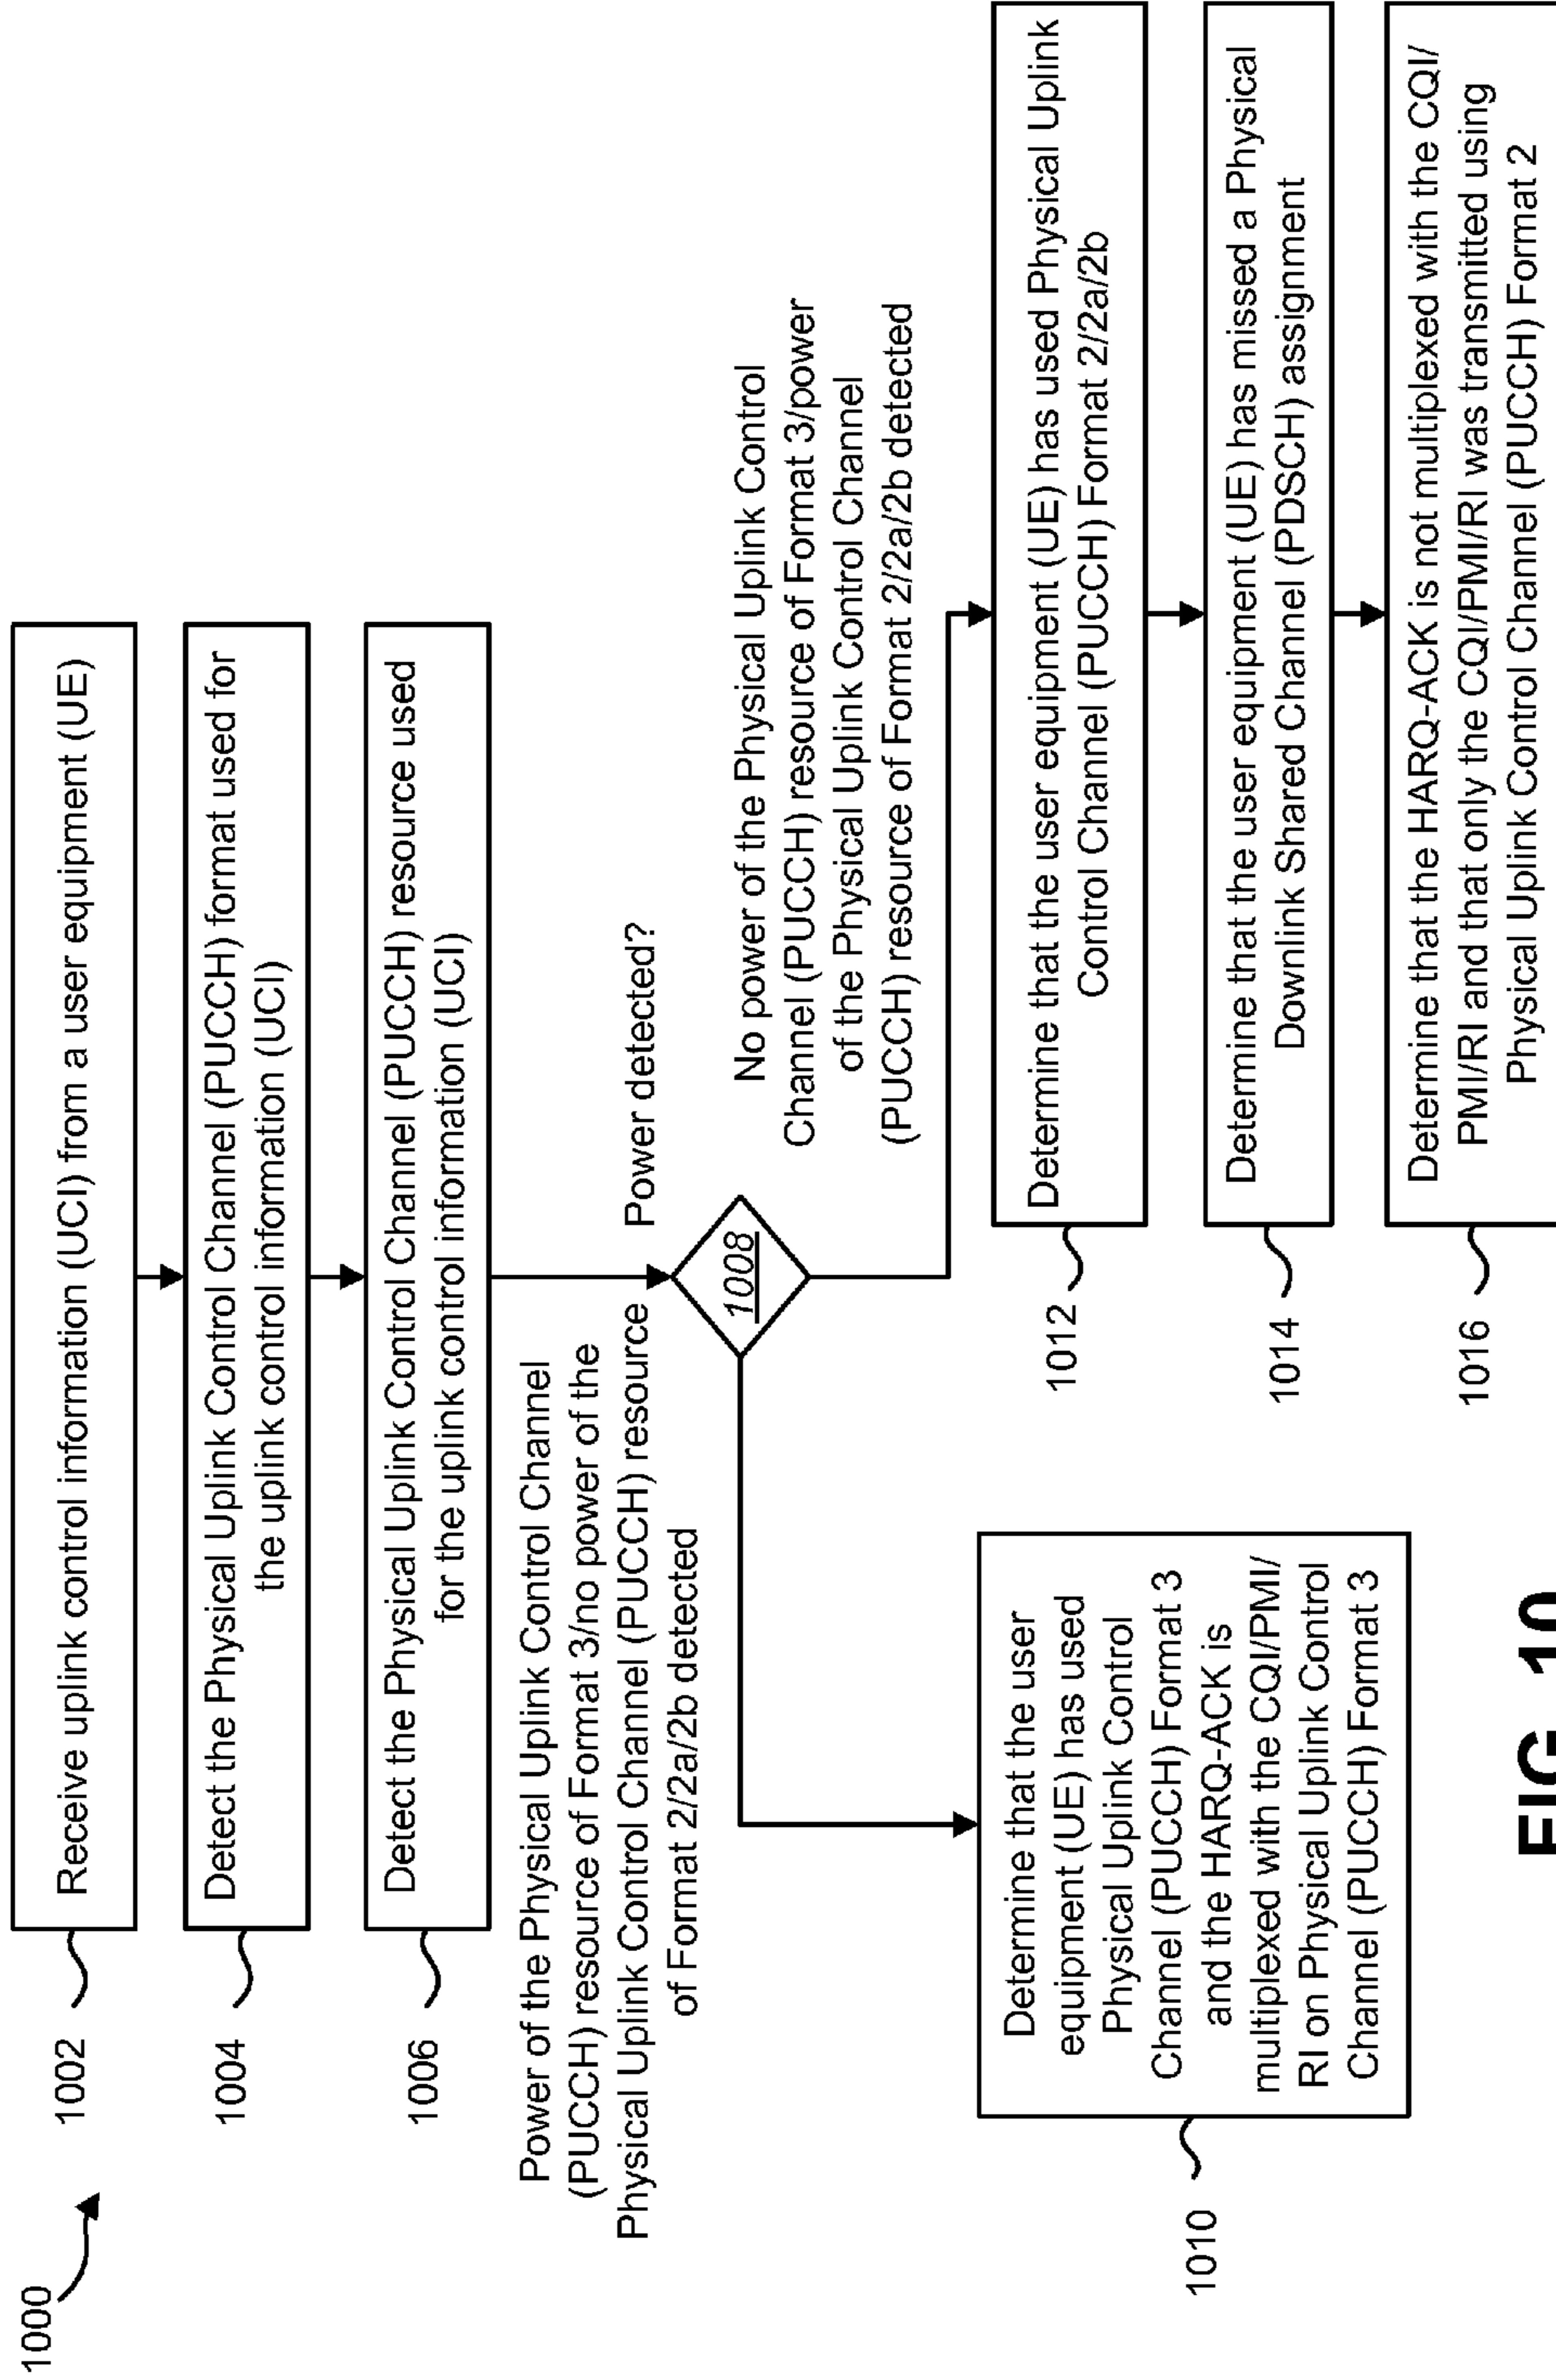 1000
1002
Receive uplink control information (UCI) from a user equipment (UE)
1004
Detect the Physical Uplink Control Channel (PUCCH) format used for
the uplink control information (UCI)
1006
Detect the Physical Uplink Control Channel (PUCCH) resource used
for the uplink control information (UCI)
Power of the Physical Uplink Control Channel
(PUCCH) resource of Format 3/no power of the
Physical Uplink Control Channel (PUCCH) resource
of Format 2/2a/2b detected
Power detected?
1008
No power of the Physical Uplink Control
Channel (PUCCH) resource of Format 3/power
of the Physical Uplink Control Channel
(PUCCH) resource of Format 2/2a/2b detected
1010
Determine that the user
equipment (UE) has used
Physical Uplink Control
Channel (PUCCH) Format 3
and the HARQ-ACK is
multiplexed with the CQI/PMI/
RI on Physical Uplink Control
Channel (PUCCH) Format 3
1012
Determine that the user equipment (UE) has used Physical Uplink
Control Channel (PUCCH) Format 2/2a/2b
1014
Determine that the user equipment (UE) has missed a Physical
Downlink Shared Channel (PDSCH) assignment
1016
Determine that the HARQ-ACK is not multiplexed with the CQI/
PMI/RI and that only the CQI/PMI/RI was transmitted using
Physical Uplink Control Channel (PUCCH) Format 2
FIG. 10